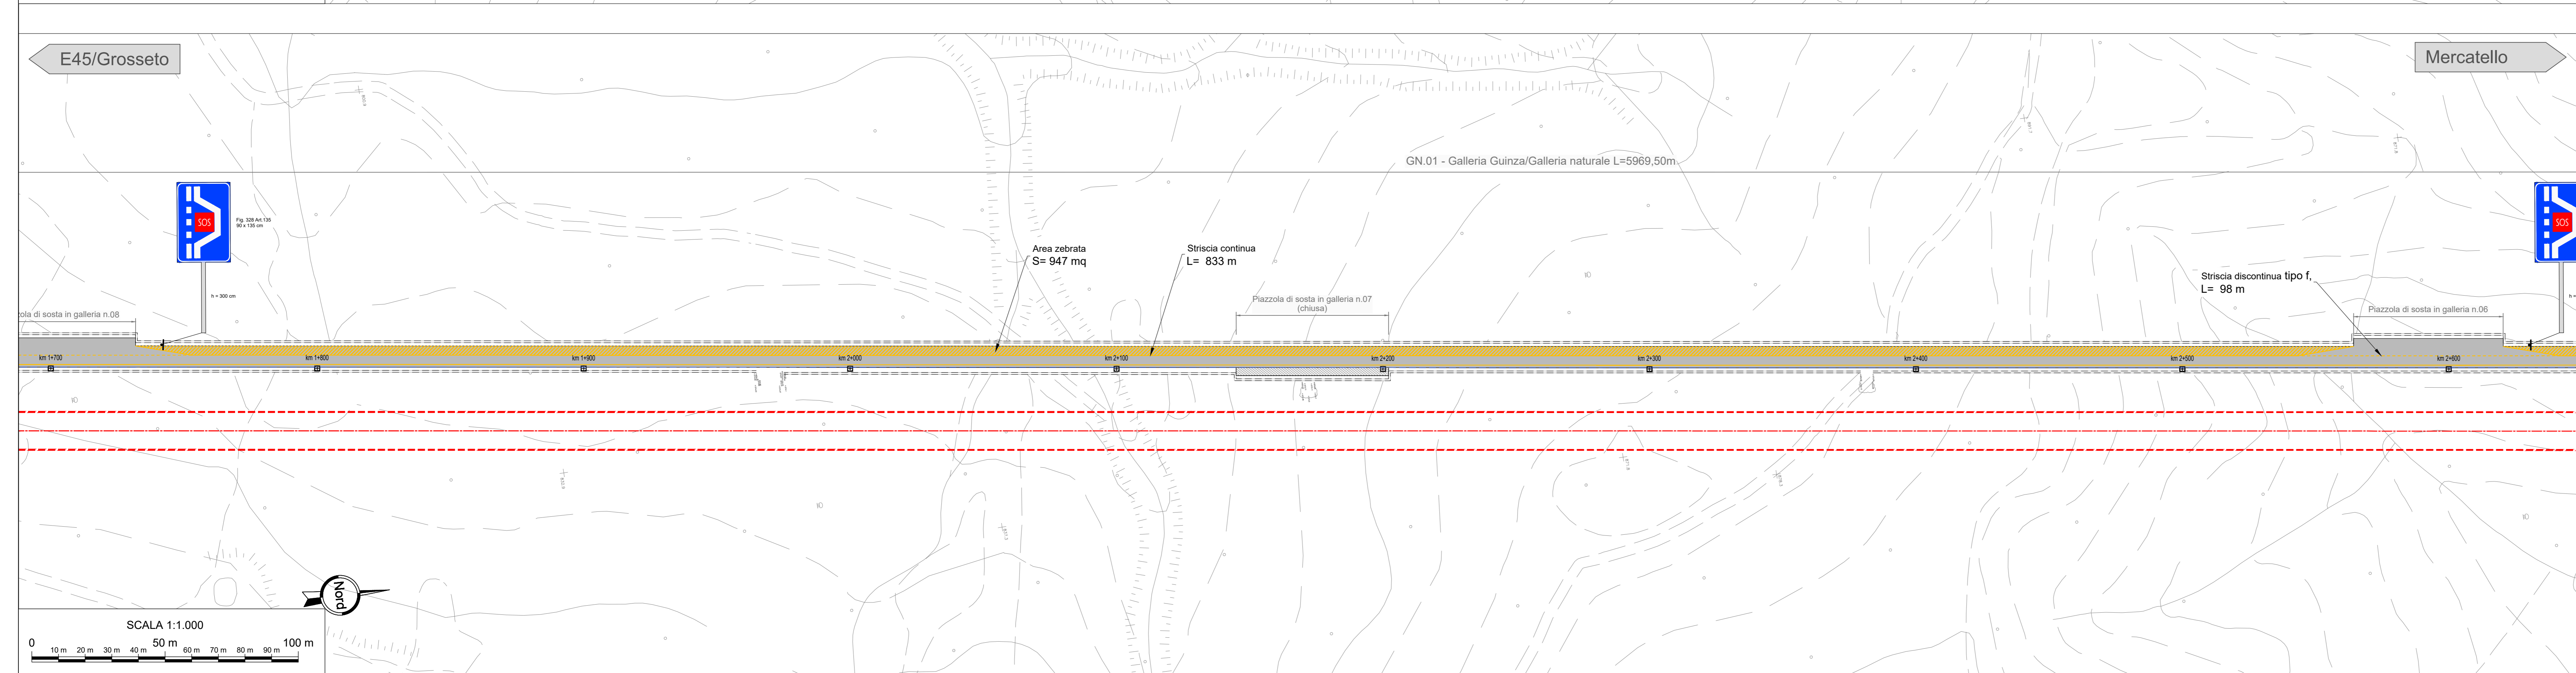 E45/Grosseto
Mercatello
GN.01 - Galleria Guinza/Galleria naturale L=5969,50m
SOS
Fig. 328 Art.135
90 x 135 cm
h = 300 cm
SOS
h =
Area zebrata
S= 947 mq
Striscia continua
L= 833 m
Piazzola di sosta in galleria n.07
(chiusa)
Striscia discontinua tipo f,
L= 98 m
zola di sosta in galleria n.08
Piazzola di sosta in galleria n.06
km 1+700
km 1+800
km 1+900
km 2+000
km 2+100
km 2+200
km 2+300
km 2+400
km 2+500
km 2+600
Nord
SCALA 1:1.000
0
10 m
20 m
30 m
40 m
50 m
60 m
70 m
80 m
90 m
100 m